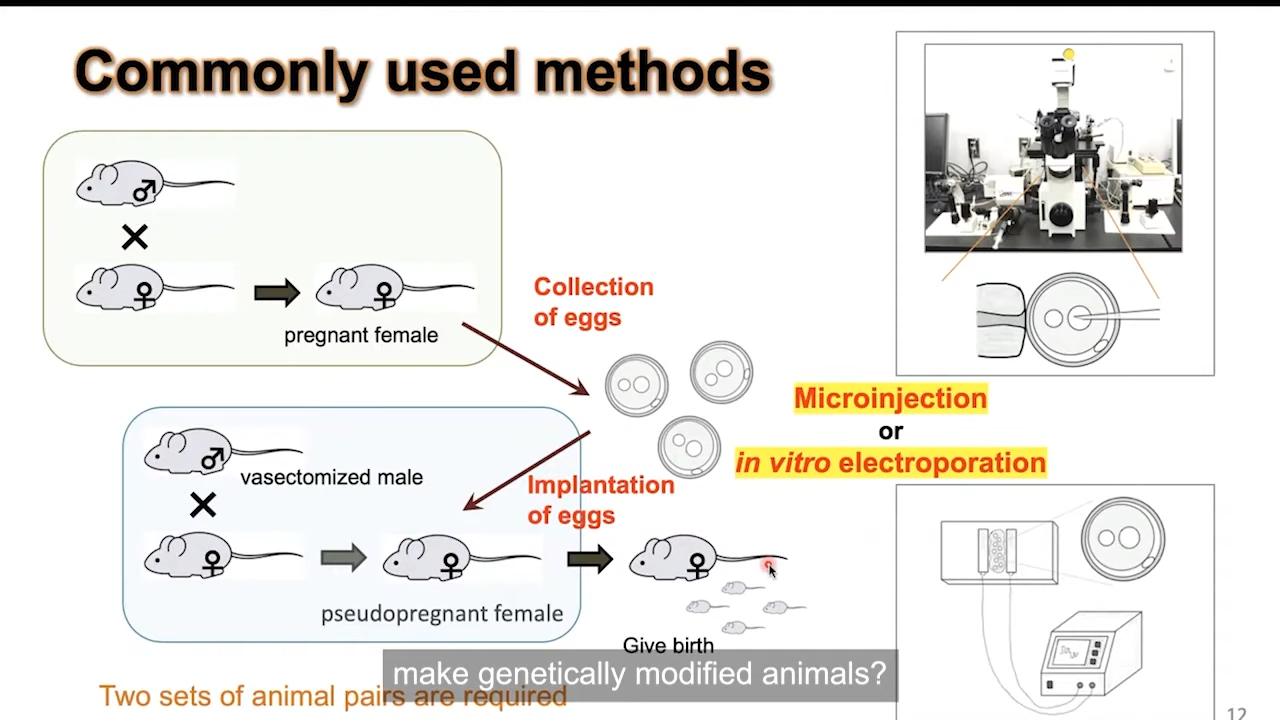 Commonly used methods
pregnant female
Collection
of eggs
Microinjection
or
in vitro electroporation
vasectomized male
Implantation
of eggs
pseudopregnant female
Give birth
make genetically modified animals?
Two sets of animal pairs are required
12